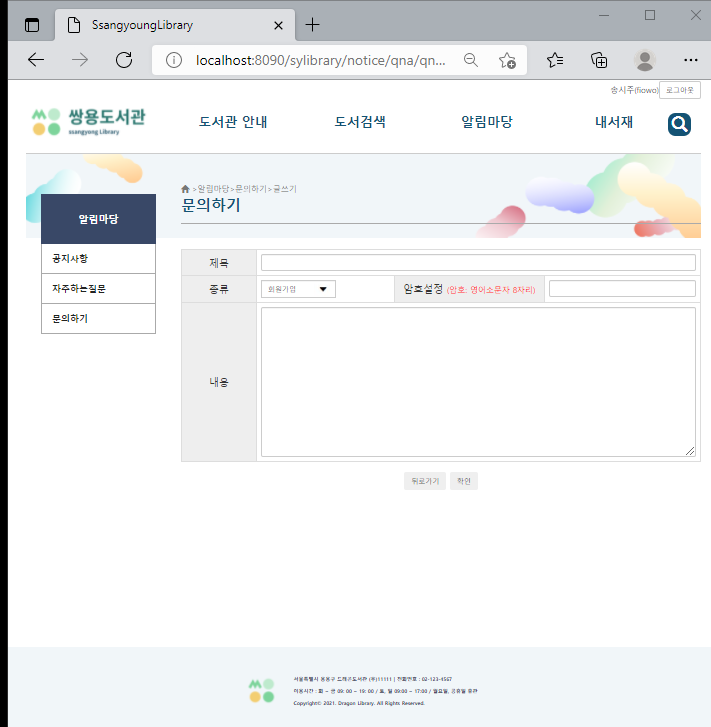 SsangyoungLibrary
localhost:8090/sylibrary/notice/qna/qn...
송시주(fiowo) 로그아웃
쌍용도서관
ssangyong Library
도서관 안내 도서검색 알림마당 내서재
>알림마당>문의하기>글쓰기
문의하기
알림마당
공지사항
자주하는질문
문의하기
제목
종류 회원가입 암호설정 (암호: 영어소문자 8자리)
내용
뒤로가기 확인
서울특별시 용용구 드래곤도서관 (우)11111 | 전화번호 : 02-123-4567
이용시간 : 화 ~ 금 09: 00 ~ 19: 00 / 토, 일 09:00 ~ 17:00 / 월요일, 공휴일 휴관
Copyright© 2021. Dragon Library. All Rights Reserved.